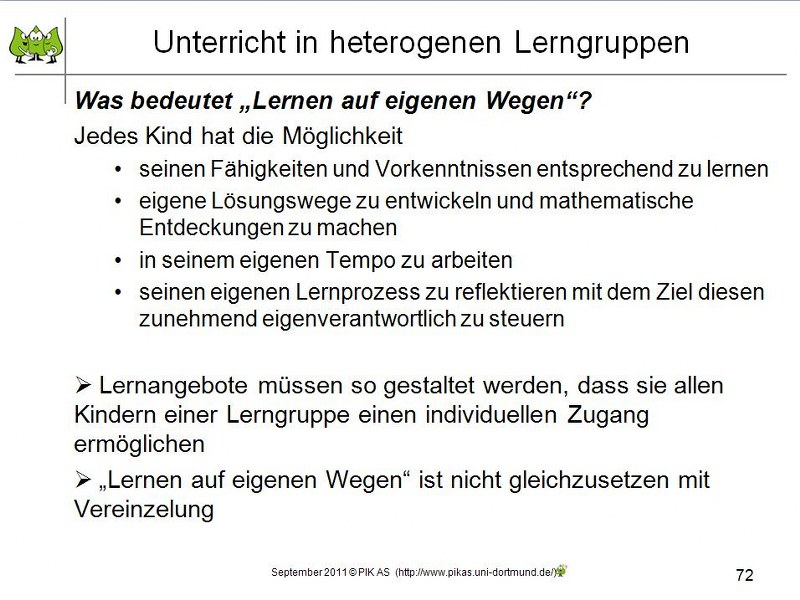 Unterricht in heterogenen Lerngruppen
Was bedeutet „Lernen auf eigenen Wegen“?
Jedes Kind hat die Möglichkeit
• seinen Fähigkeiten und Vorkenntnissen entsprechend zu lernen
• eigene Lösungswege zu entwickeln und mathematische
Entdeckungen zu machen
• in seinem eigenen Tempo zu arbeiten
• seinen eigenen Lernprozess zu reflektieren mit dem Ziel diesen
zunehmend eigenverantwortlich zu steuern
➢ Lernangebote müssen so gestaltet werden, dass sie allen
Kindern einer Lerngruppe einen individuellen Zugang
ermöglichen
➢ „Lernen auf eigenen Wegen“ ist nicht gleichzusetzen mit
Vereinzelung
September 2011 © PIK AS (http://www.pikas.uni-dortmund.de/)
72